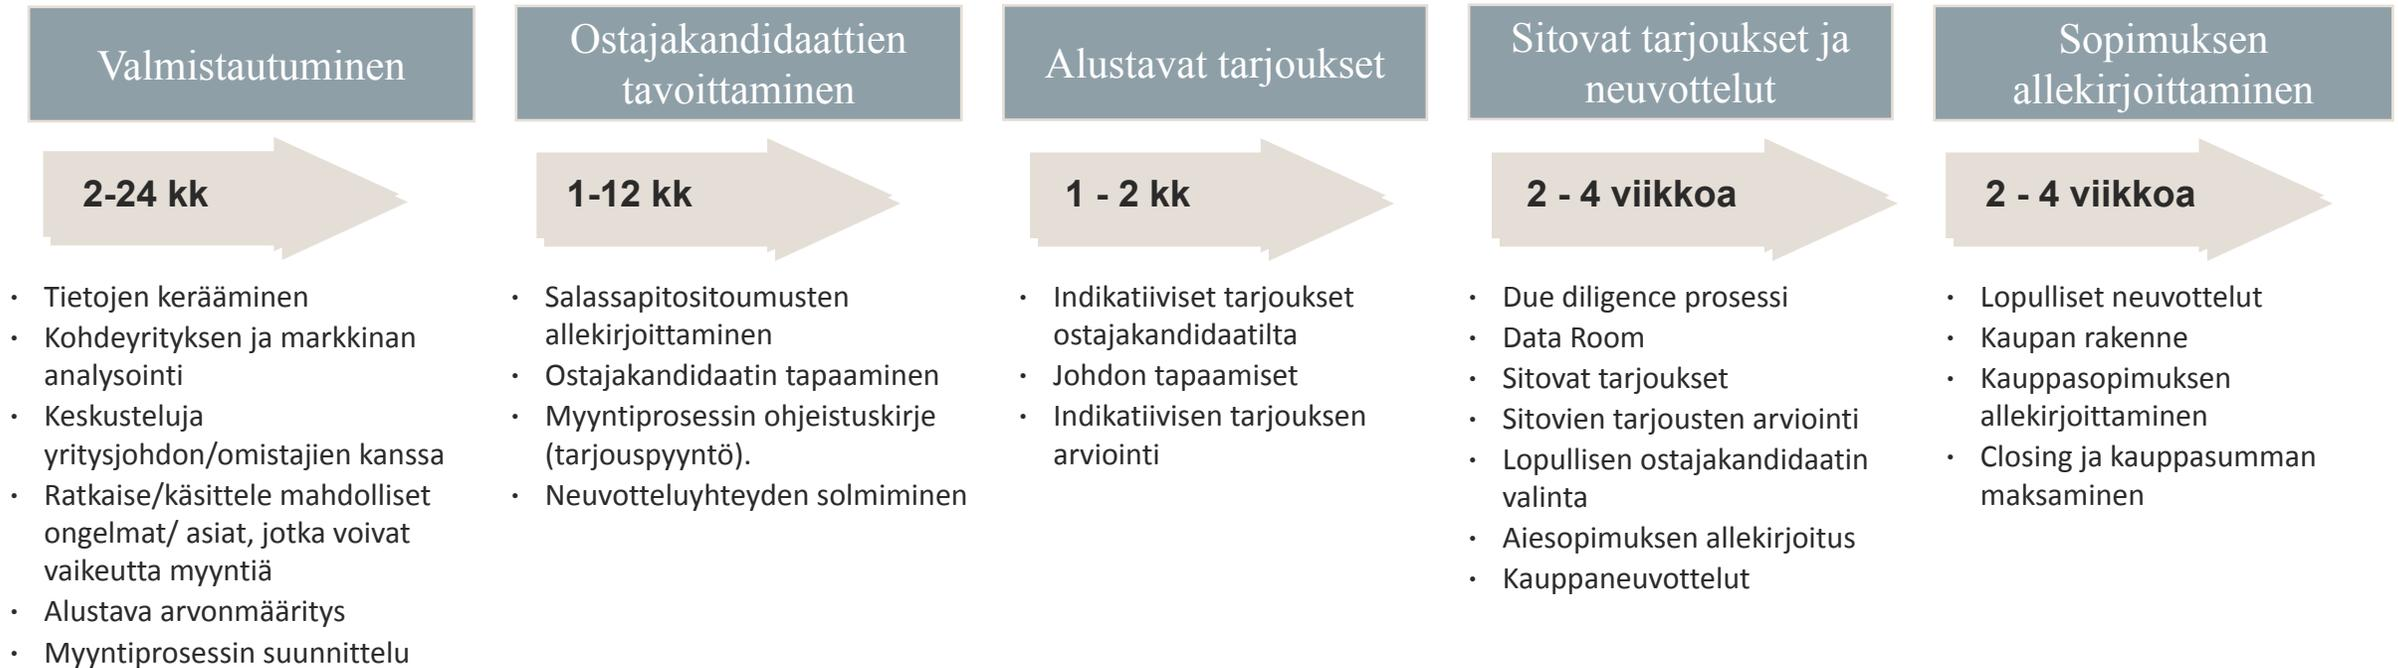 Valmistautuminen
2-24 kk
· Tietojen kerääminen
· Kohdeyrityksen ja markkinan
analysointi
· Keskusteluja
yritysjohdon/omistajien kanssa
· Ratkaise/käsittele mahdolliset
ongelmat/ asiat, jotka voivat
vaikeutta myyntiä
· Alustava arvonmääritys
· Myyntiprosessin suunnittelu
Ostajakandidaattien
tavoittaminen
1-12 kk
· Salassapitositoumusten
allekirjoittaminen
· Ostajakandidaatin tapaaminen
· Myyntiprosessin ohjeistuskirje
(tarjouspyyntö).
· Neuvotteluyhteyden solmiminen
Alustavat tarjoukset
1 - 2 kk
· Indikatiiviset tarjoukset
ostajakandidaatilta
· Johdon tapaamiset
· Indikatiivisen tarjouksen
arviointi
Sitovat tarjoukset ja
neuvottelut
2 - 4 viikkoa
· Due diligence prosessi
· Data Room
· Sitovat tarjoukset
· Sitovien tarjousten arviointi
· Lopullisen ostajakandidaatin
valinta
· Aiesopimuksen allekirjoitus
· Kauppaneuvottelut
Sopimuksen
allekirjoittaminen
2 - 4 viikkoa
· Lopulliset neuvottelut
· Kaupan rakenne
· Kauppasopimuksen
allekirjoittaminen
· Closing ja kauppasumman
maksaminen